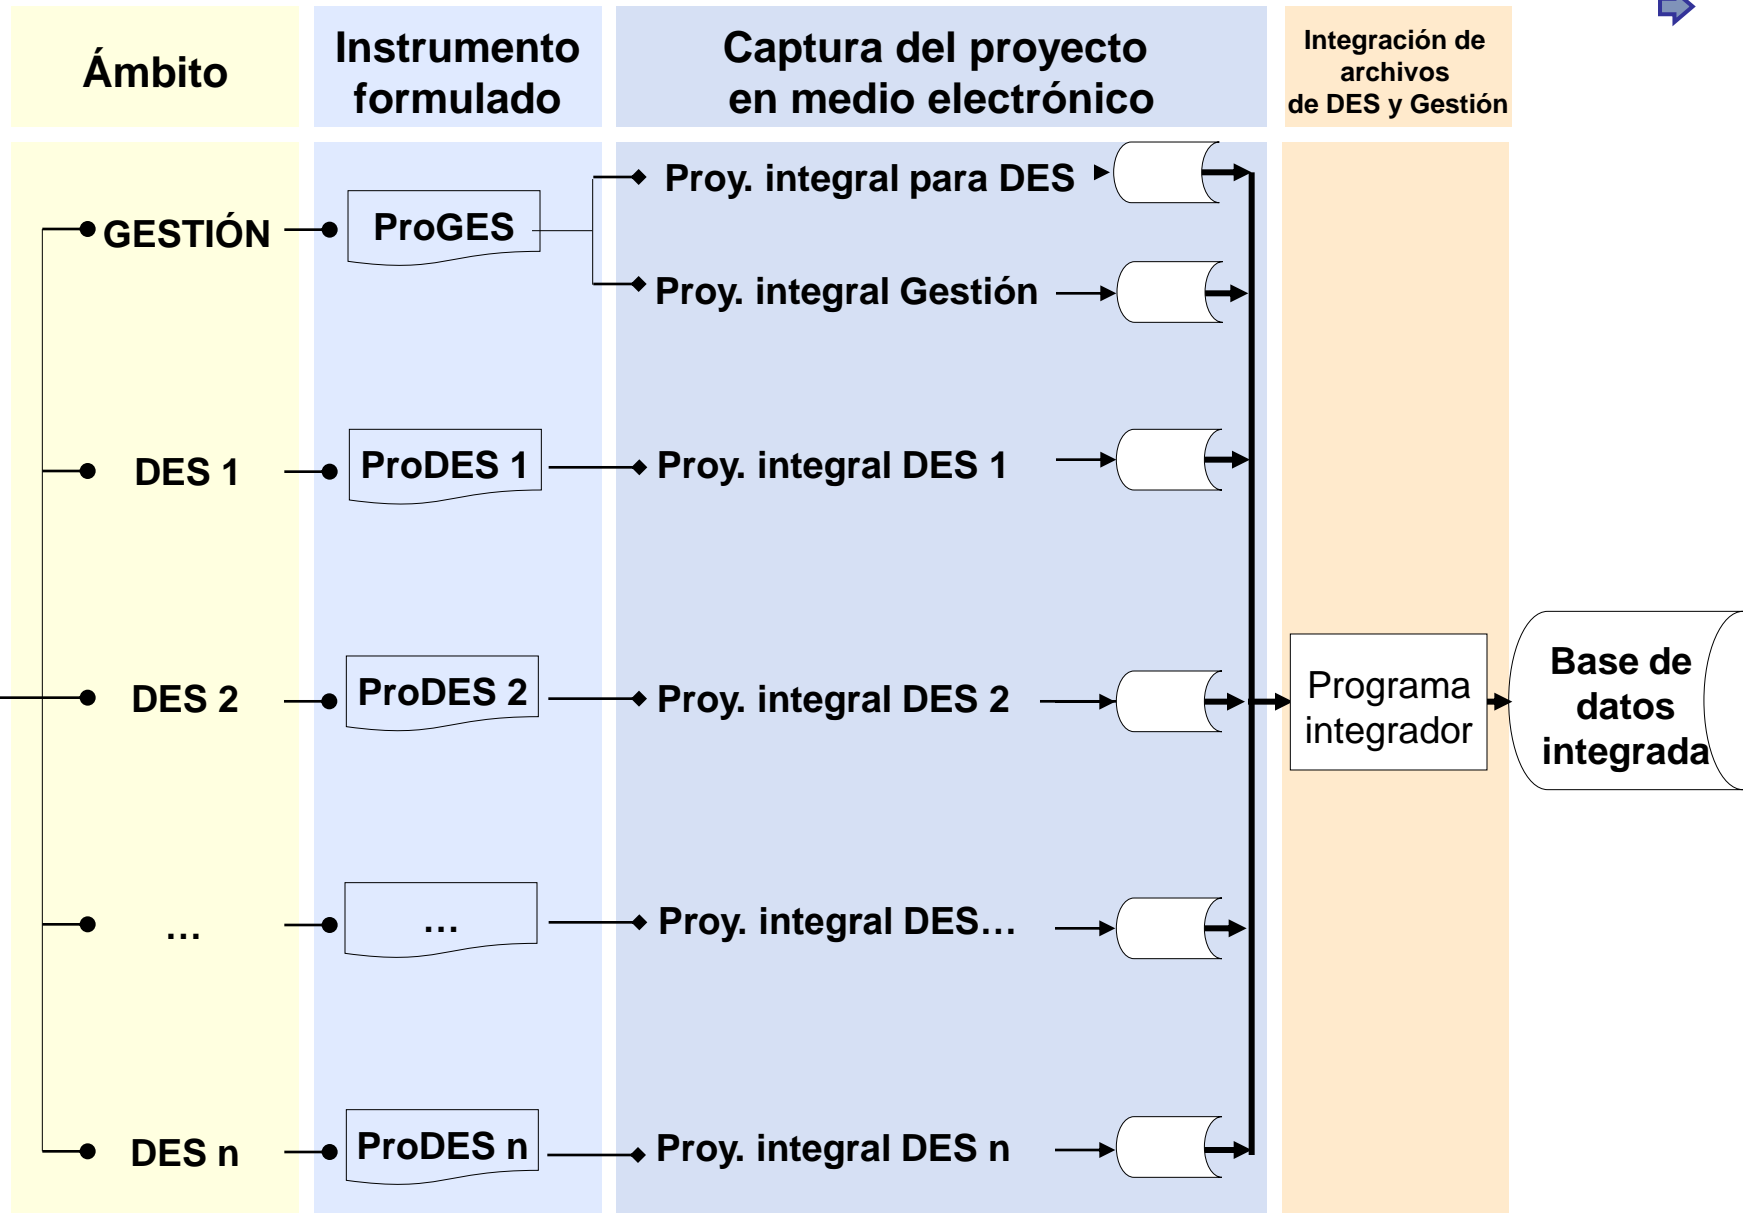 Ámbito
Instrumento
formulado
Captura del proyecto
en medio electrónico
Integración de
archivos
de DES y Gestión
GESTIÓN
ProGES
Proy. integral para DES
Proy. integral Gestión
DES 1
ProDES 1
Proy. integral DES 1
DES 2
ProDES 2
Proy. integral DES 2
Programa
integrador
Base de
datos
integrada
…
…
Proy. integral DES…
DES n
ProDES n
Proy. integral DES n